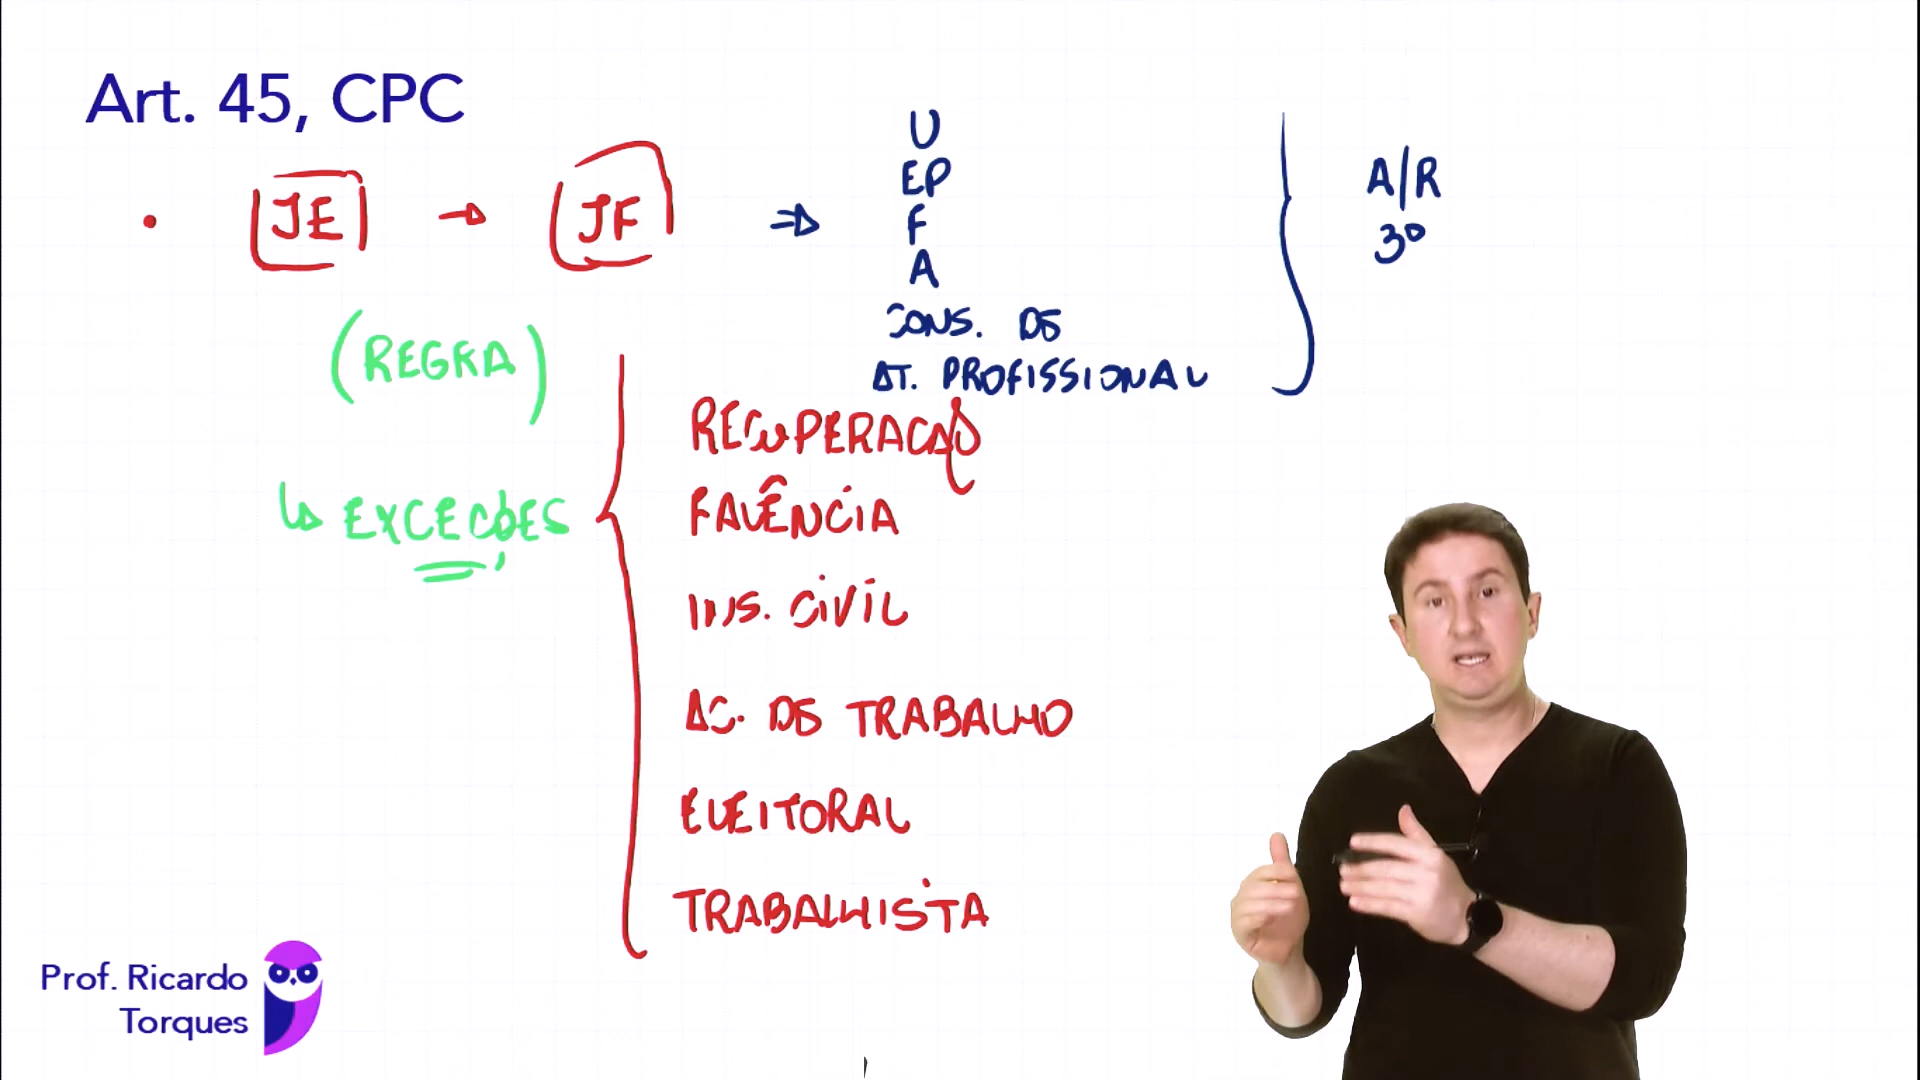 Art. 45, CPC
• JE → JF ⇒
U
EP
F
A
CONS. DE
AT. PROFISSIONAL
A/R
3º
(REGRA)
↳ EXCEÇÕES
RECUPERAÇÃO
FALÊNCIA
INS. CIVIL
AC. DE TRABALHO
ELEITORAL
TRABALHISTA
Prof. Ricardo
Torques